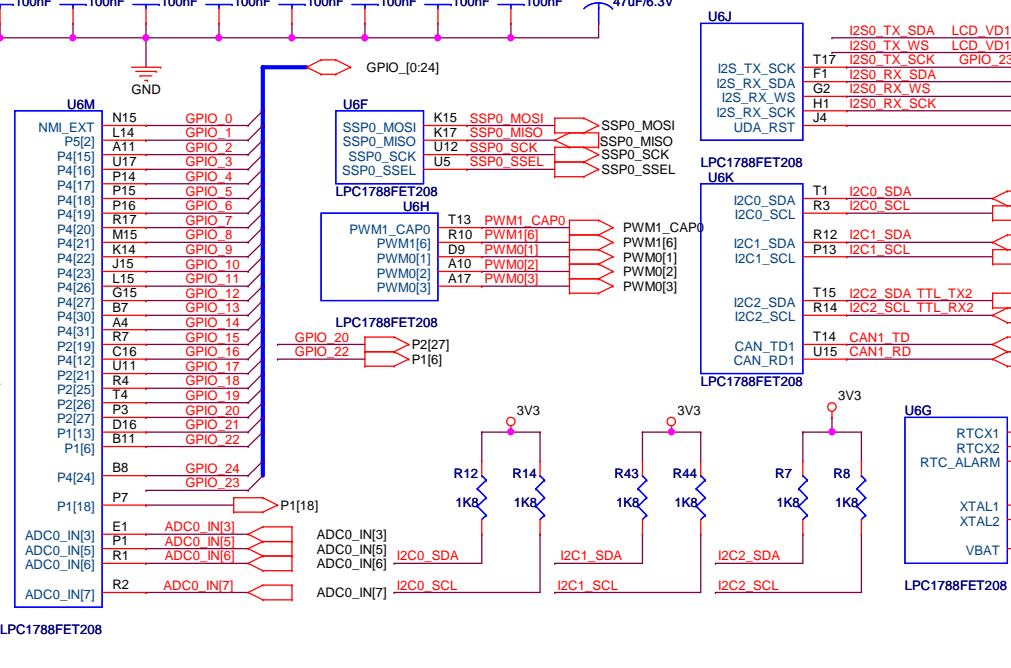 100nF 100nF 100nF 100nF 100nF 100nF 100nF 100nF 47uF/6.3V
GND
GPIO_[0:24]
U6M
NMI_EXT N15 GPIO_0
P5[2] L14 GPIO_1
P4[15] A11 GPIO_2
P4[16] U17 GPIO_3
P4[17] P14 GPIO_4
P4[18] P15 GPIO_5
P4[19] P16 GPIO_6
P4[20] R17 GPIO_7
P4[21] M15 GPIO_8
P4[22] K14 GPIO_9
P4[23] J15 GPIO_10
P4[26] L15 GPIO_11
P4[27] G15 GPIO_12
P4[30] B7 GPIO_13
P4[31] A4 GPIO_14
P2[19] R7 GPIO_15
P4[12] C16 GPIO_16
P2[21] U11 GPIO_17
P2[25] R4 GPIO_18
P2[26] T4 GPIO_19
P2[27] P3 GPIO_20
P1[13] D16 GPIO_21
P1[6] B11 GPIO_22
P4[24] B8 GPIO_24
GPIO_23
P1[18] P7 P1[18]
ADC0_IN[3] E1 ADC0_IN[3] ADC0_IN[3]
ADC0_IN[5] P1 ADC0_IN[5] ADC0_IN[5]
ADC0_IN[6] R1 ADC0_IN[6] ADC0_IN[6]
ADC0_IN[7] R2 ADC0_IN[7] ADC0_IN[7]
LPC1788FET208
U6F
SSP0_MOSI K15 SSP0_MOSI SSP0_MOSI
SSP0_MISO K17 SSP0_MISO SSP0_MISO
SSP0_SCK U12 SSP0_SCK SSP0_SCK
SSP0_SSEL U5 SSP0_SSEL SSP0_SSEL
LPC1788FET208
U6H
PWM1_CAP0 T13 PWM1_CAP0 PWM1_CAP0
PWM1[6] R10 PWM1[6] PWM1[6]
PWM0[1] D9 PWM0[1] PWM0[1]
PWM0[2] A10 PWM0[2] PWM0[2]
PWM0[3] A17 PWM0[3] PWM0[3]
LPC1788FET208
GPIO_20 P2[27]
GPIO_22 P1[6]
U6J
I2S0_TX_SDA LCD_VD1
I2S0_TX_WS LCD_VD1
I2S_TX_SCK T17 I2S0_TX_SCK GPIO_23
I2S_RX_SDA F1 I2S0_RX_SDA
I2S_RX_WS G2 I2S0_RX_WS
I2S_RX_SCK H1 I2S0_RX_SCK
UDA_RST J4
LPC1788FET208
U6K
I2C0_SDA T1 I2C0_SDA
I2C0_SCL R3 I2C0_SCL
I2C1_SDA R12 I2C1_SDA
I2C1_SCL P13 I2C1_SCL
I2C2_SDA T15 I2C2_SDA TTL_TX2
I2C2_SCL R14 I2C2_SCL TTL_RX2
CAN_TD1 T14 CAN1_TD
CAN_RD1 U15 CAN1_RD
LPC1788FET208
3V3 3V3 3V3
R12 R14 R43 R44 R7 R8
1K8 1K8 1K8 1K8 1K8 1K8
I2C0_SDA I2C1_SDA I2C2_SDA
I2C0_SCL I2C1_SCL I2C2_SCL
U6G
RTCX1
RTCX2
RTC_ALARM
XTAL1
XTAL2
VBAT
LPC1788FET208